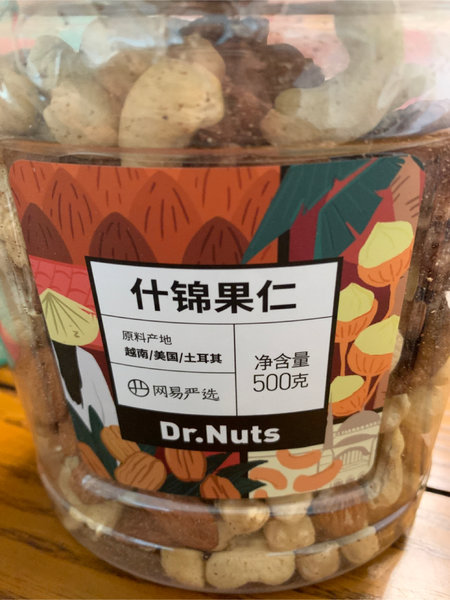 什锦果仁
原料产地
越南/美国/土耳其
网易严选
净含量
500克
Dr.Nuts